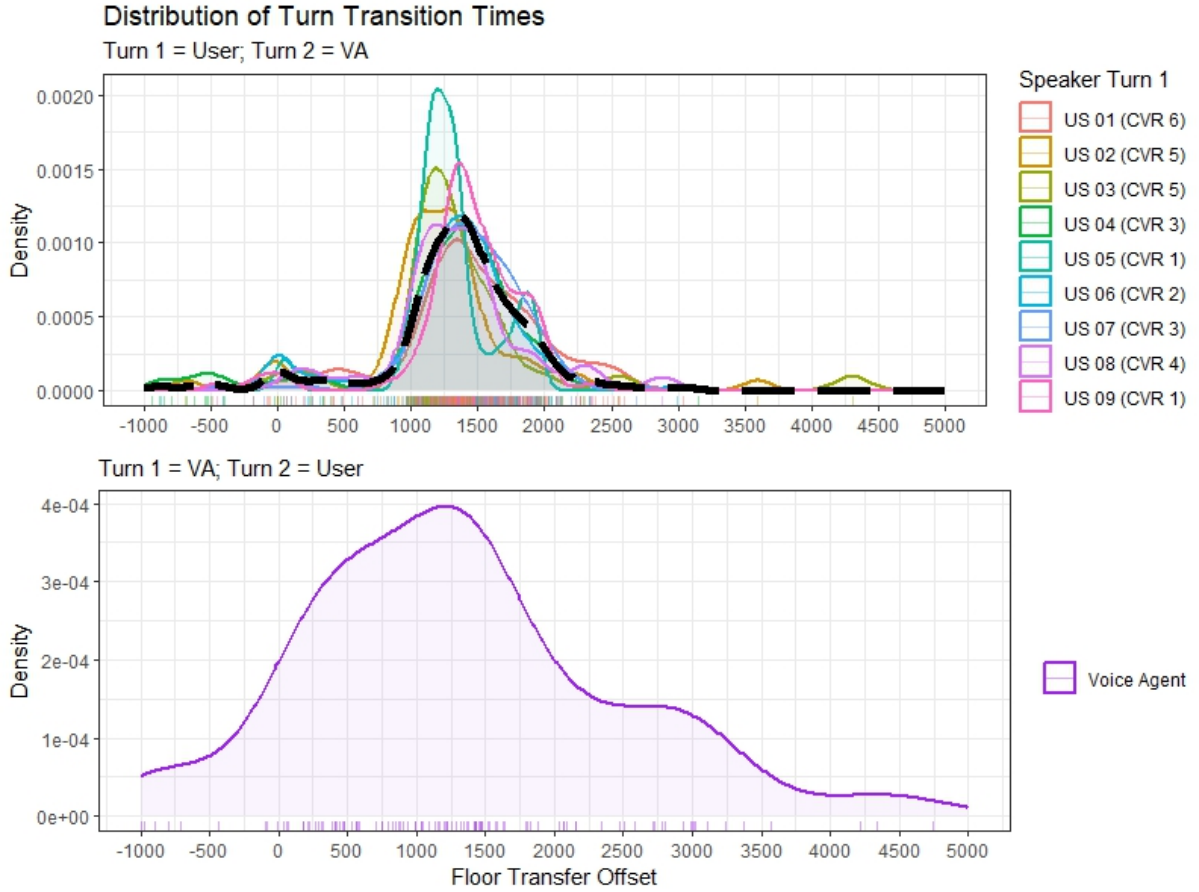 Distribution of Turn Transition Times
Turn 1 = User; Turn 2 = VA
Density
0.0020
0.0015
0.0010
0.0005
0.0000
-1000 -500 0 500 1000 1500 2000 2500 3000 3500 4000 4500 5000
Speaker Turn 1
US 01 (CVR 6)
US 02 (CVR 5)
US 03 (CVR 5)
US 04 (CVR 3)
US 05 (CVR 1)
US 06 (CVR 2)
US 07 (CVR 3)
US 08 (CVR 4)
US 09 (CVR 1)
Turn 1 = VA; Turn 2 = User
Density
4e-04
3e-04
2e-04
1e-04
0e+00
-1000 -500 0 500 1000 1500 2000 2500 3000 3500 4000 4500 5000
Floor Transfer Offset
Voice Agent